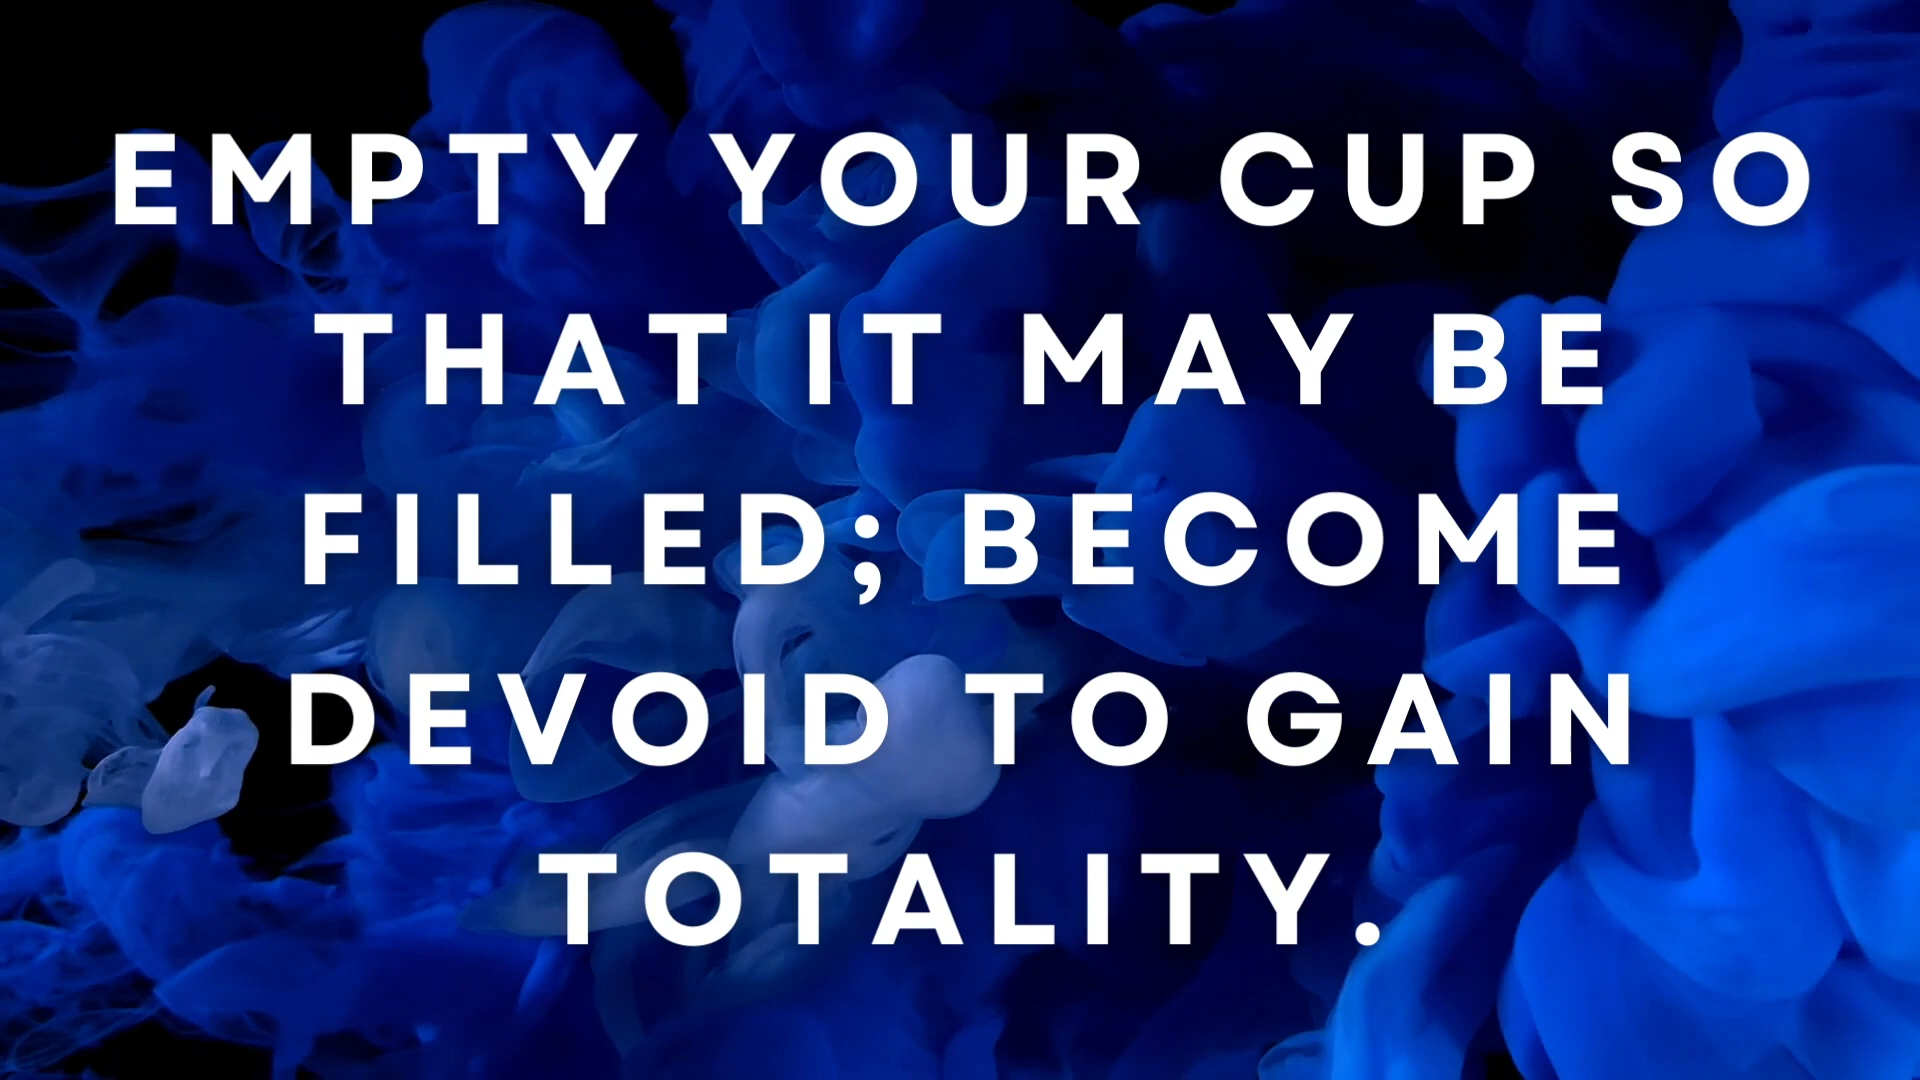 EMPTY YOUR CUP SO
THAT IT MAY BE
FILLED; BECOME
DEVOID TO GAIN
TOTALITY.